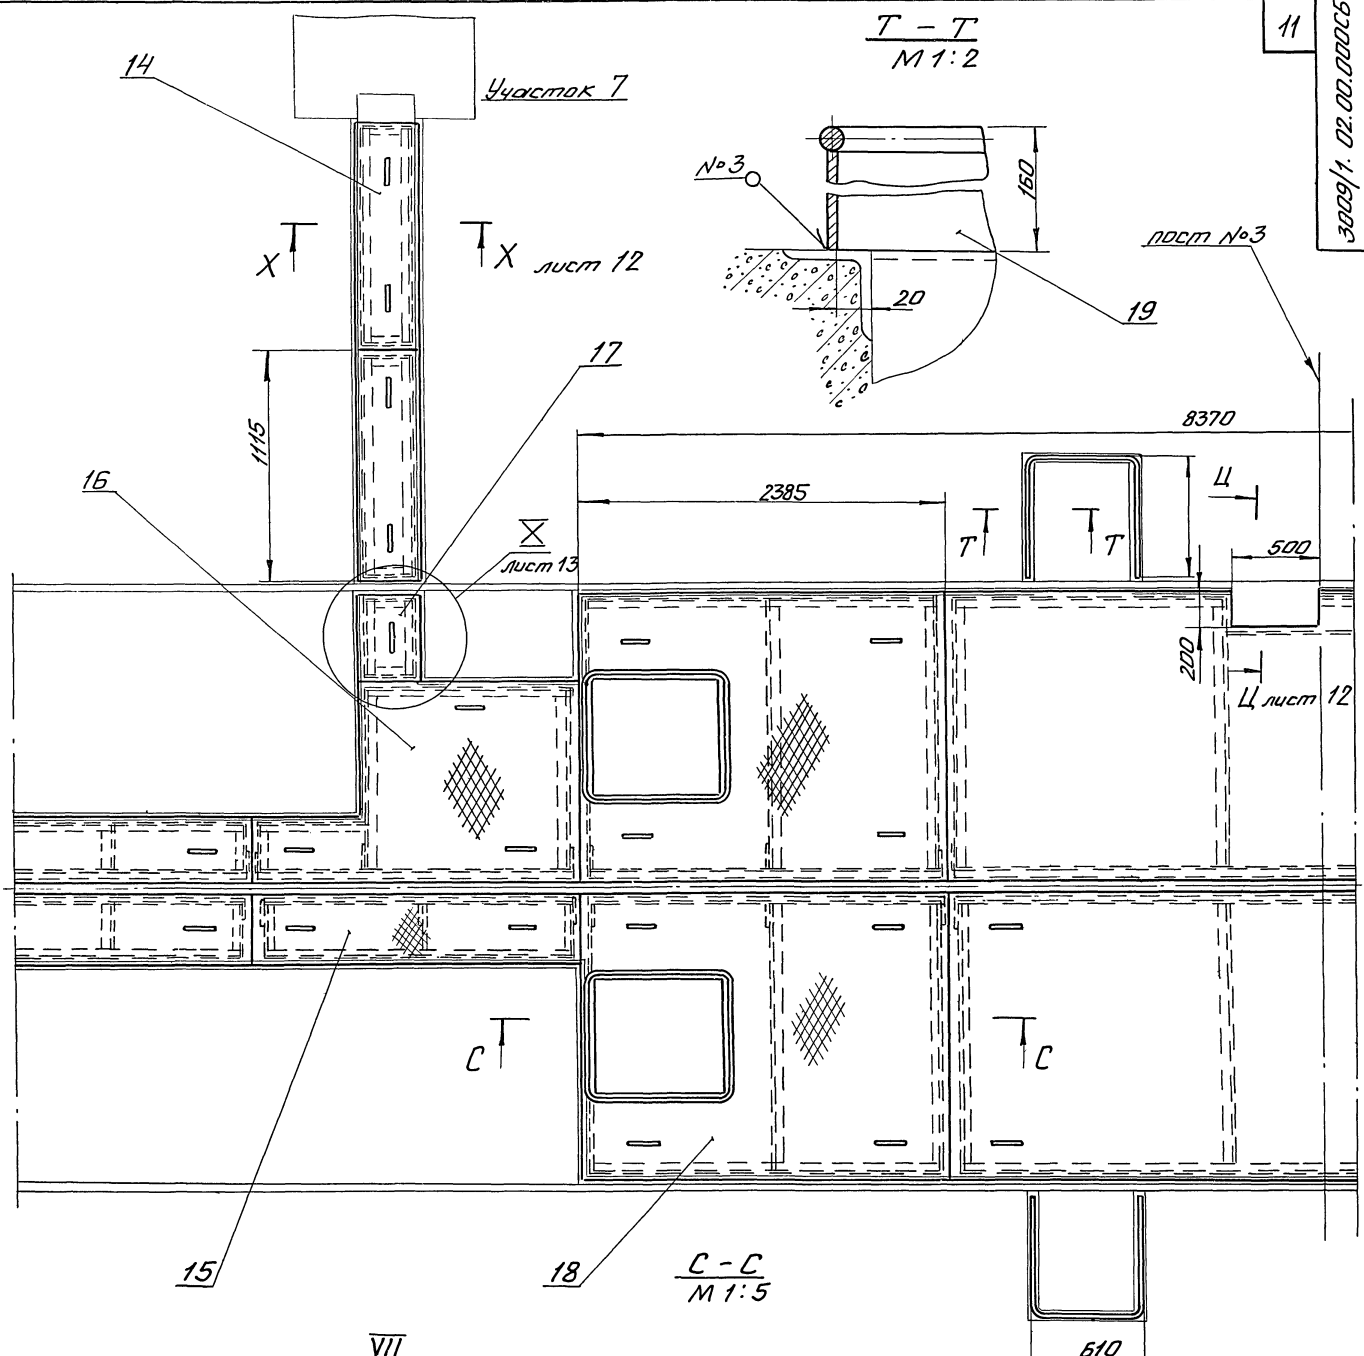 Т - Т
М 1:2
11
3009/1. 02.00.000СБ
14
Участок 7
№3
160
пост №3
Х
Х лист 12
20
19
17
1115
8370
16
2385
Ц
X
лист 13
Т
Т
500
200
Ц лист 12
С
С
15
18
С - С
М 1:5
VII
610